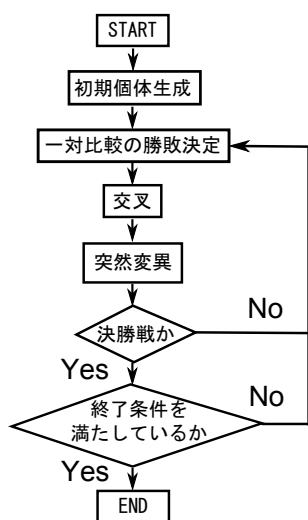 START
初期個体生成
一対比較の勝敗決定
交叉
突然変異
決勝戦か
No
Yes
終了条件を
満たしているか
No
Yes
END